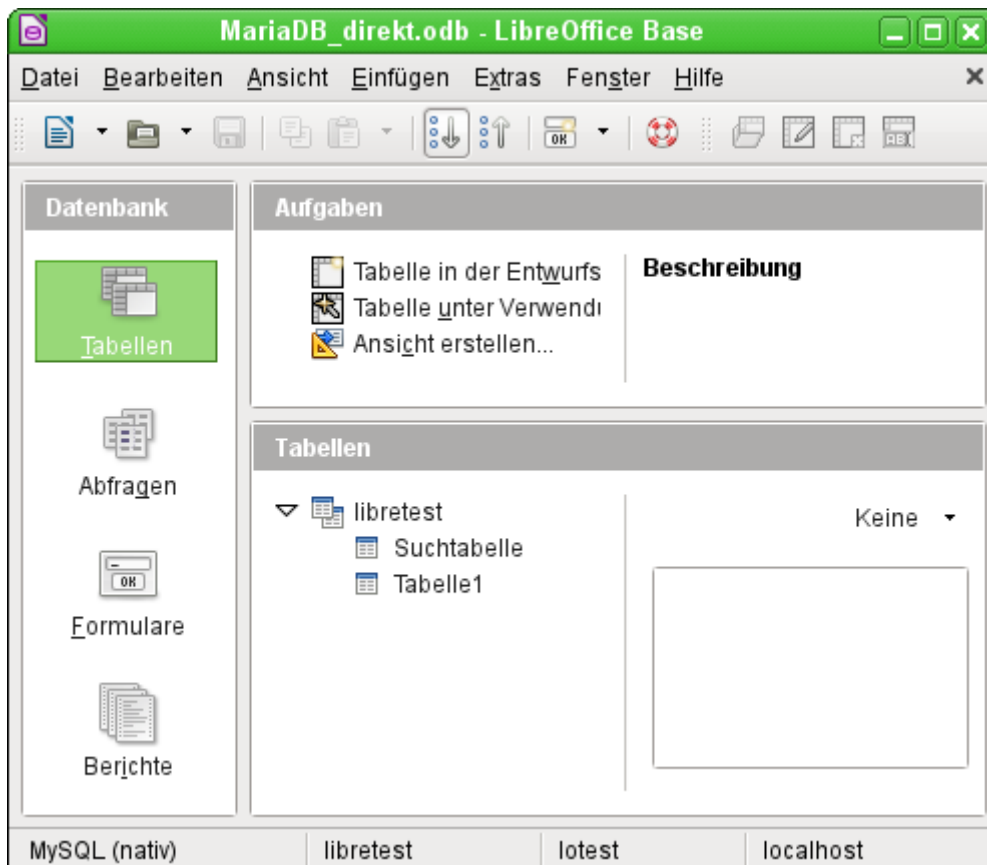 MariaDB_direkt.odb - LibreOffice Base
Datei Bearbeiten Ansicht Einfügen Extras Fenster Hilfe
Datenbank
Tabellen
Abfragen
Formulare
Berichte
Aufgaben
Tabelle in der Entwurfs
Tabelle unter Verwendu
Ansicht erstellen...
Beschreibung
Tabellen
libretest
Suchtabelle
Tabelle1
Keine
MySQL (nativ) libretest lotest localhost